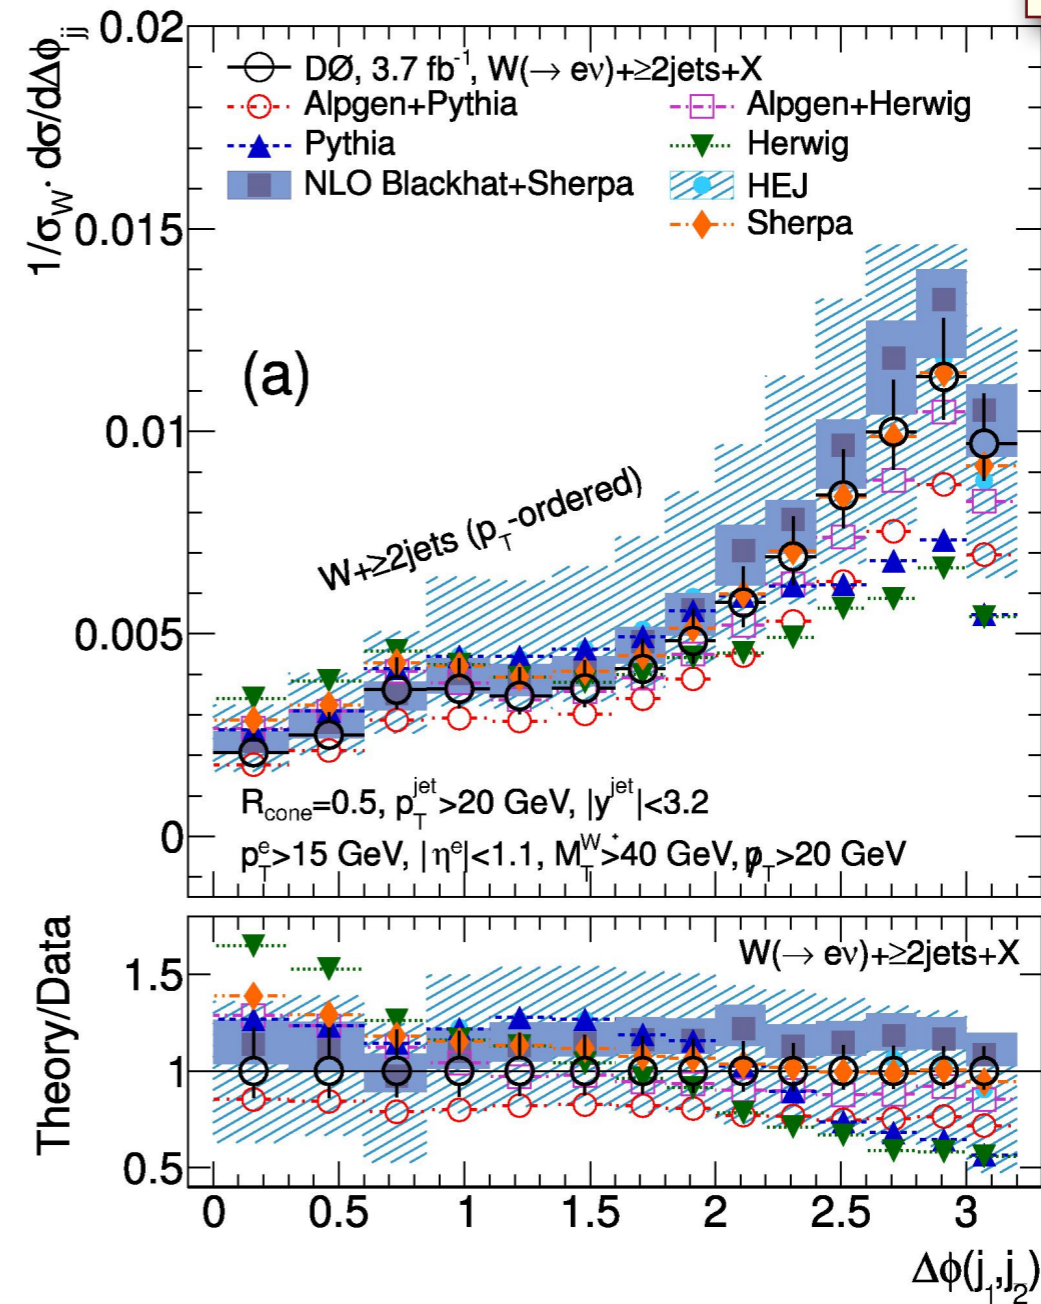 1/σW· dσ/dΔϕjj
0.02
0.015
0.01
0.005
0
DØ, 3.7 fb-1, W(→ eν)+≥2jets+X
Alpgen+Pythia
Alpgen+Herwig
Pythia
Herwig
NLO Blackhat+Sherpa
HEJ
Sherpa
(a)
W+≥2jets (pT-ordered)
Rcone=0.5, pTjet>20 GeV, |yjet|<3.2
pTe>15 GeV, |ηe|<1.1, MTW>40 GeV, p̸T>20 GeV
Theory/Data
1.5
1
0.5
W(→ eν)+≥2jets+X
0 0.5 1 1.5 2 2.5 3
Δϕ(j1,j2)